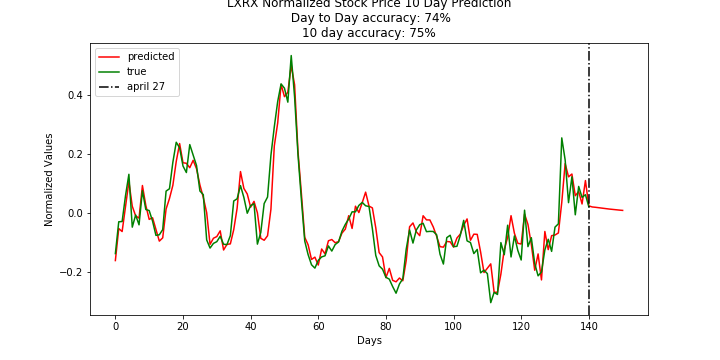 LXRX Normalized Stock Price 10 Day Prediction
Day to Day accuracy: 74%
10 day accuracy: 75%
predicted
true
april 27
Normalized Values
0.4
0.2
0.0
−0.2
0 20 40 60 80 100 120 140
Days